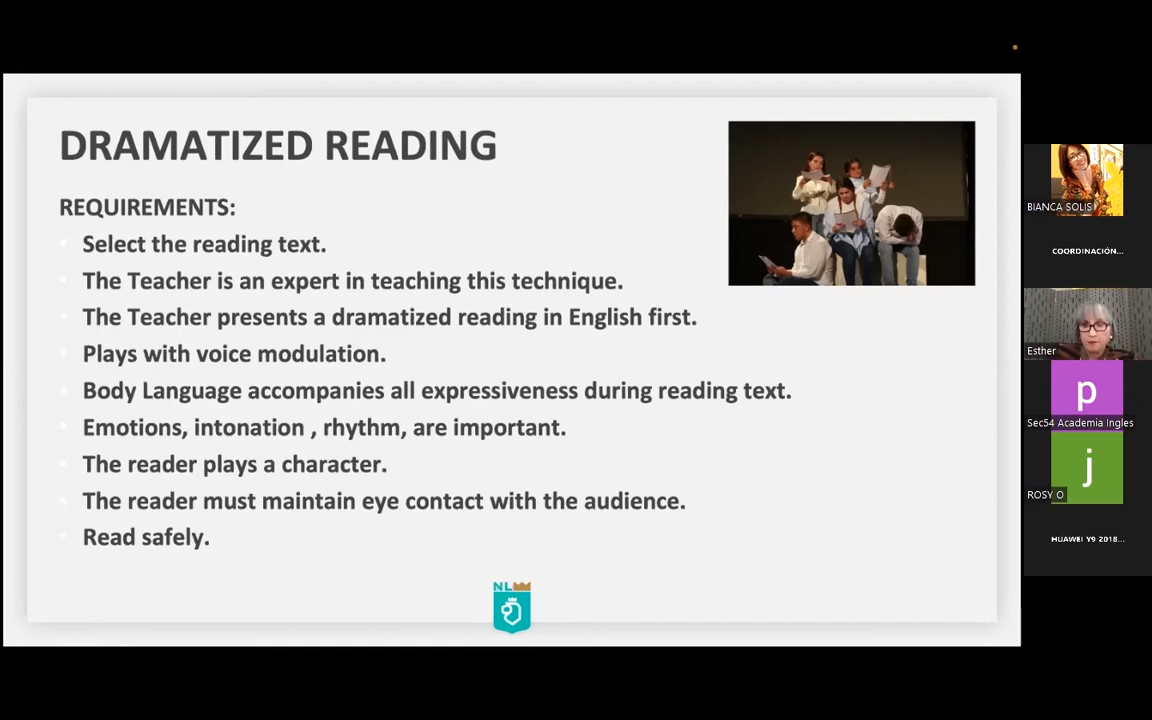 DRAMATIZED READING
REQUIREMENTS:
Select the reading text.
The Teacher is an expert in teaching this technique.
The Teacher presents a dramatized reading in English first.
Plays with voice modulation.
Body Language accompanies all expressiveness during reading text.
Emotions, intonation , rhythm, are important.
The reader plays a character.
The reader must maintain eye contact with the audience.
Read safely.
NL
BIANCA SOLIS
COORDINACIÓN...
Esther
p
Sec54 Academia Ingles
j
ROSY O
HUAWEI Y9 2018...